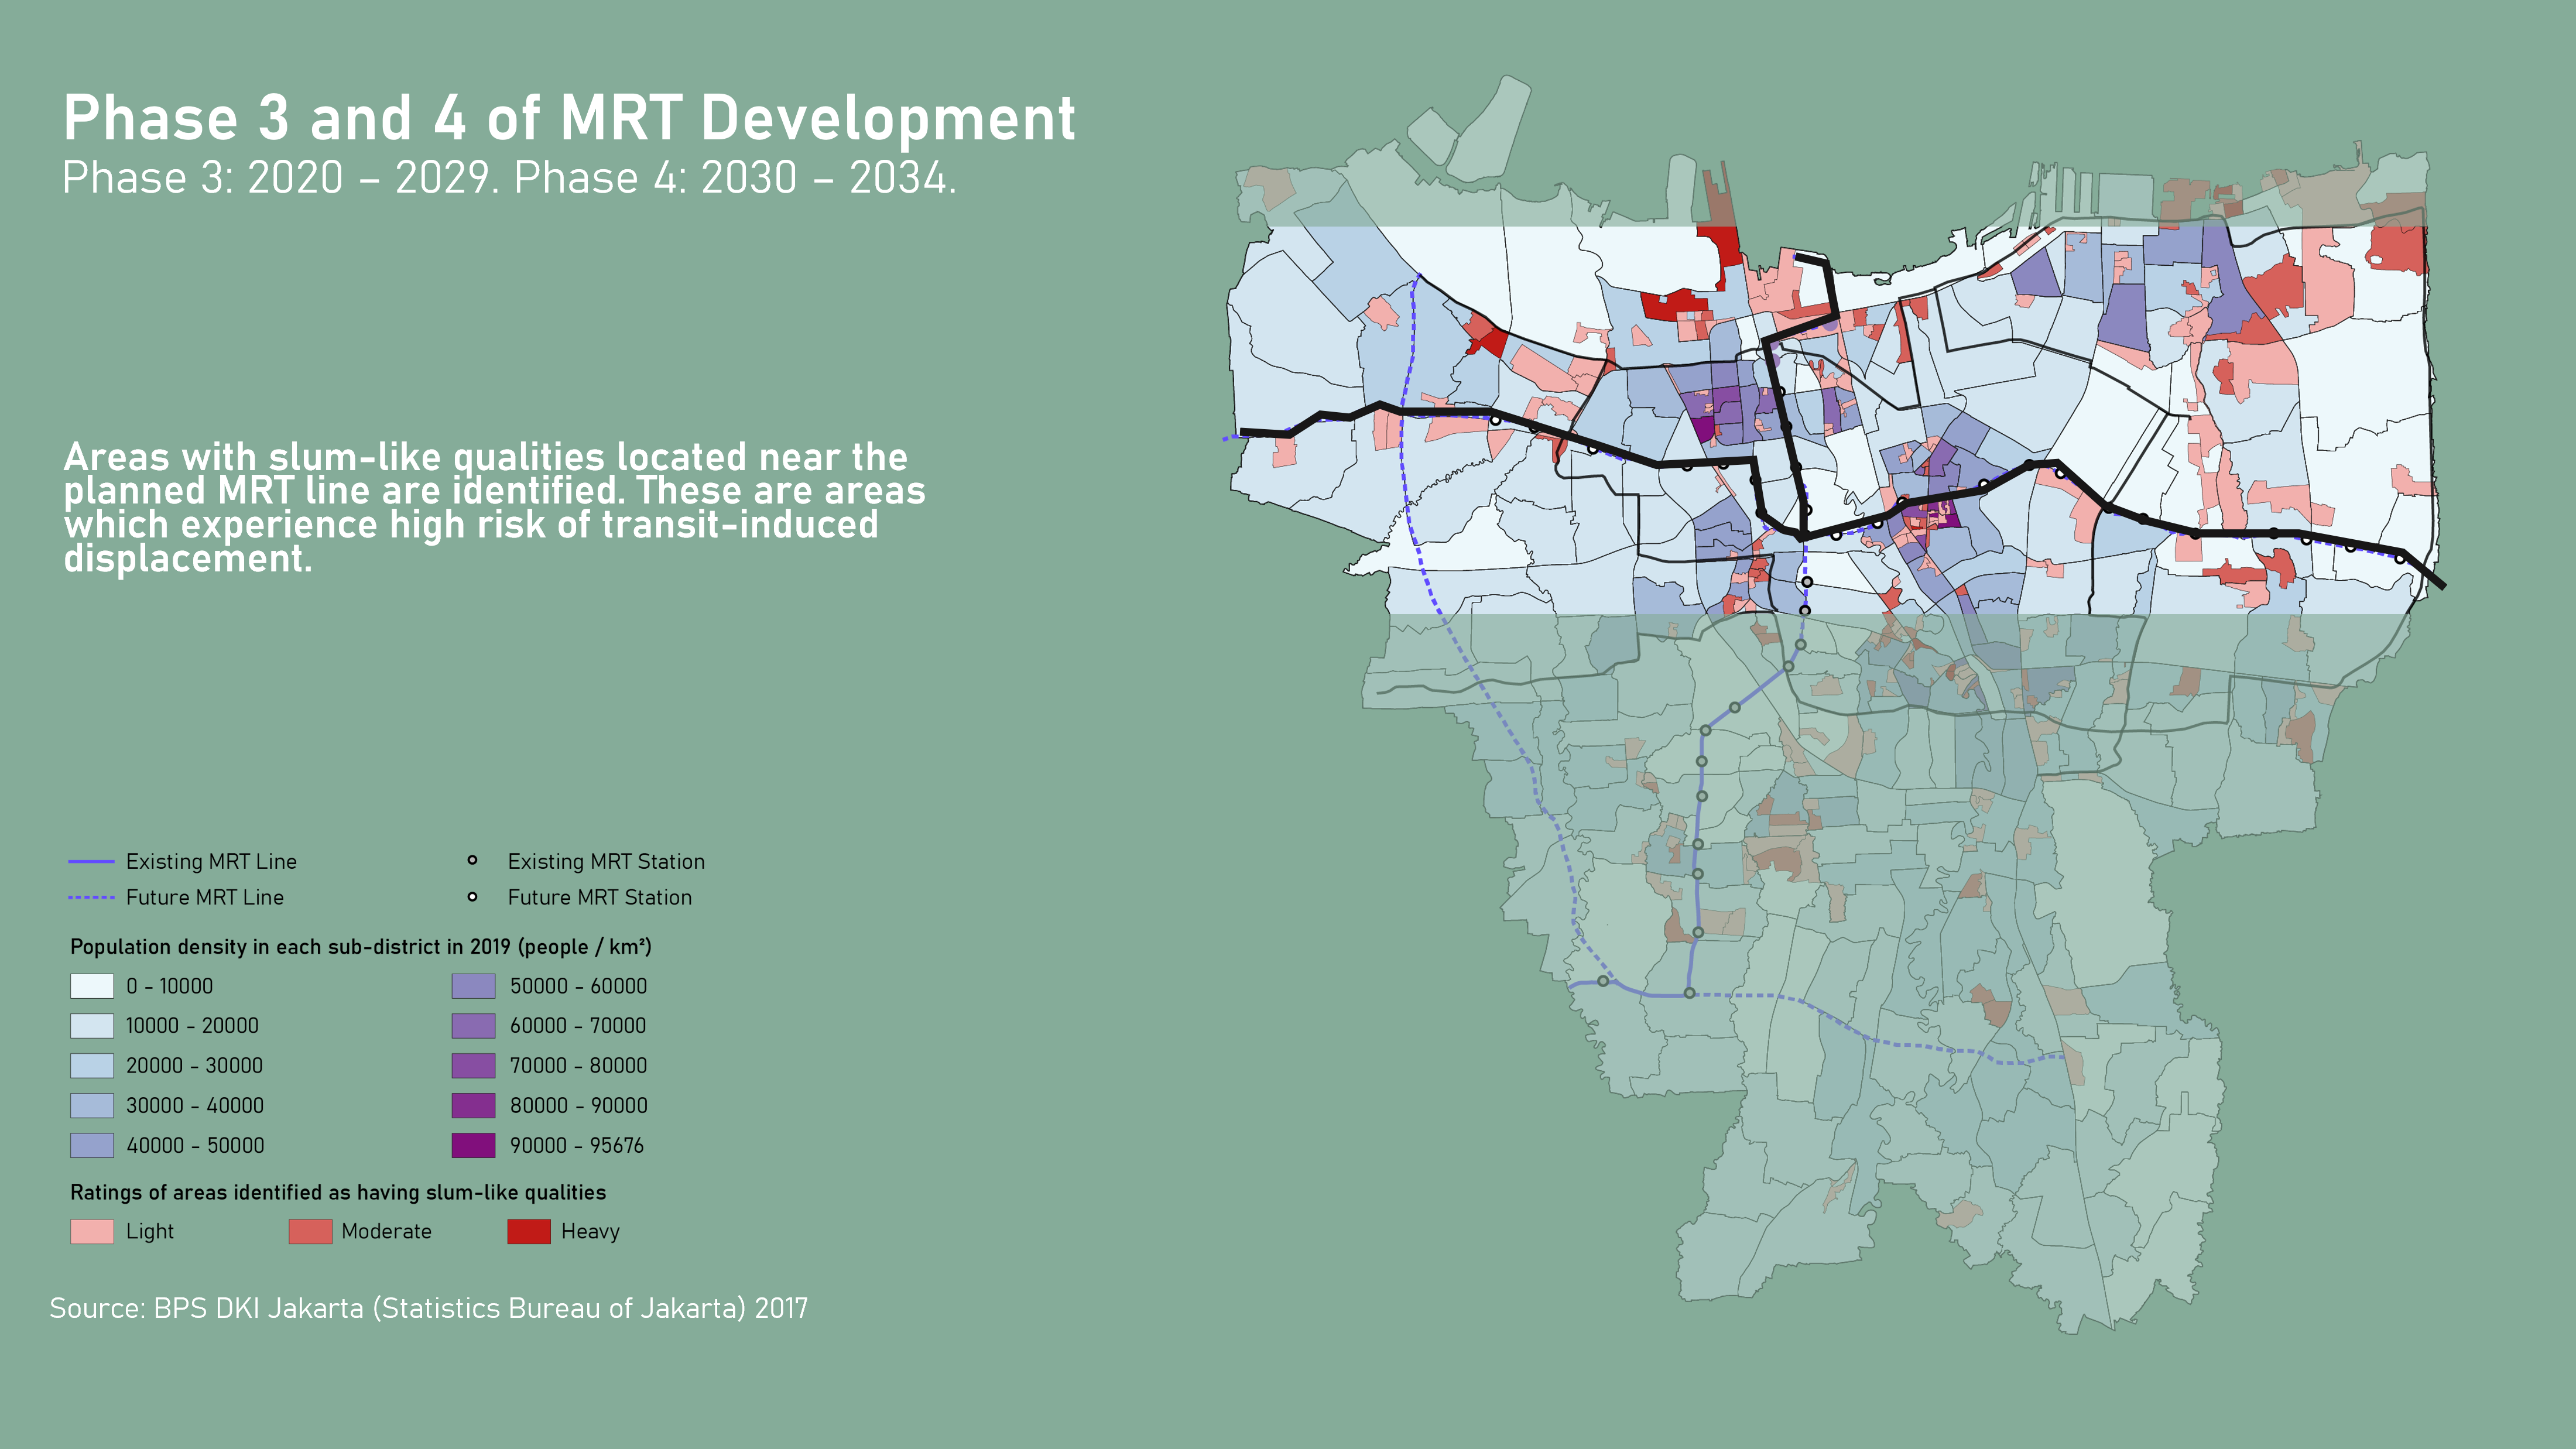 Phase 3 and 4 of MRT Development
Phase 3: 2020 – 2029. Phase 4: 2030 – 2034.
Areas with slum-like qualities located near the
planned MRT line are identified. These are areas
which experience high risk of transit-induced
displacement.
Existing MRT Line
Existing MRT Station
Future MRT Line
Future MRT Station
Population density in each sub-district in 2019 (people / km²)
0 - 10000
50000 - 60000
10000 - 20000
60000 - 70000
20000 - 30000
70000 - 80000
30000 - 40000
80000 - 90000
40000 - 50000
90000 - 95676
Ratings of areas identified as having slum-like qualities
Light
Moderate
Heavy
Source: BPS DKI Jakarta (Statistics Bureau of Jakarta) 2017